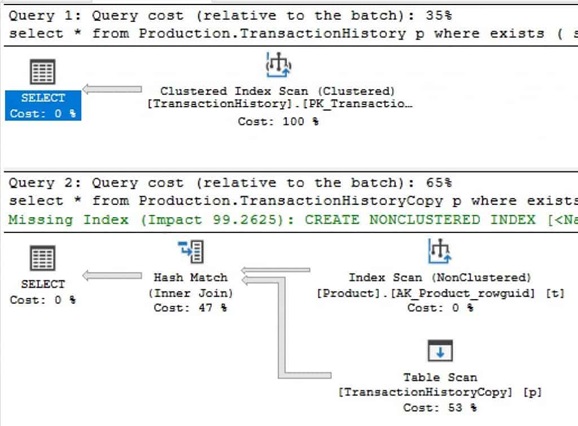 Query 1: Query cost (relative to the batch): 35%
select * from Production.TransactionHistory p where exists ( s
SELECT
Cost: 0 %
Clustered Index Scan (Clustered)
[TransactionHistory].[PK_Transactio…
Cost: 100 %
Query 2: Query cost (relative to the batch): 65%
select * from Production.TransactionHistoryCopy p where exists
Missing Index (Impact 99.2625): CREATE NONCLUSTERED INDEX [<Na
SELECT
Cost: 0 %
Hash Match
(Inner Join)
Cost: 47 %
Index Scan (NonClustered)
[Product].[AK_Product_rowguid] [t]
Cost: 0 %
Table Scan
[TransactionHistoryCopy] [p]
Cost: 53 %